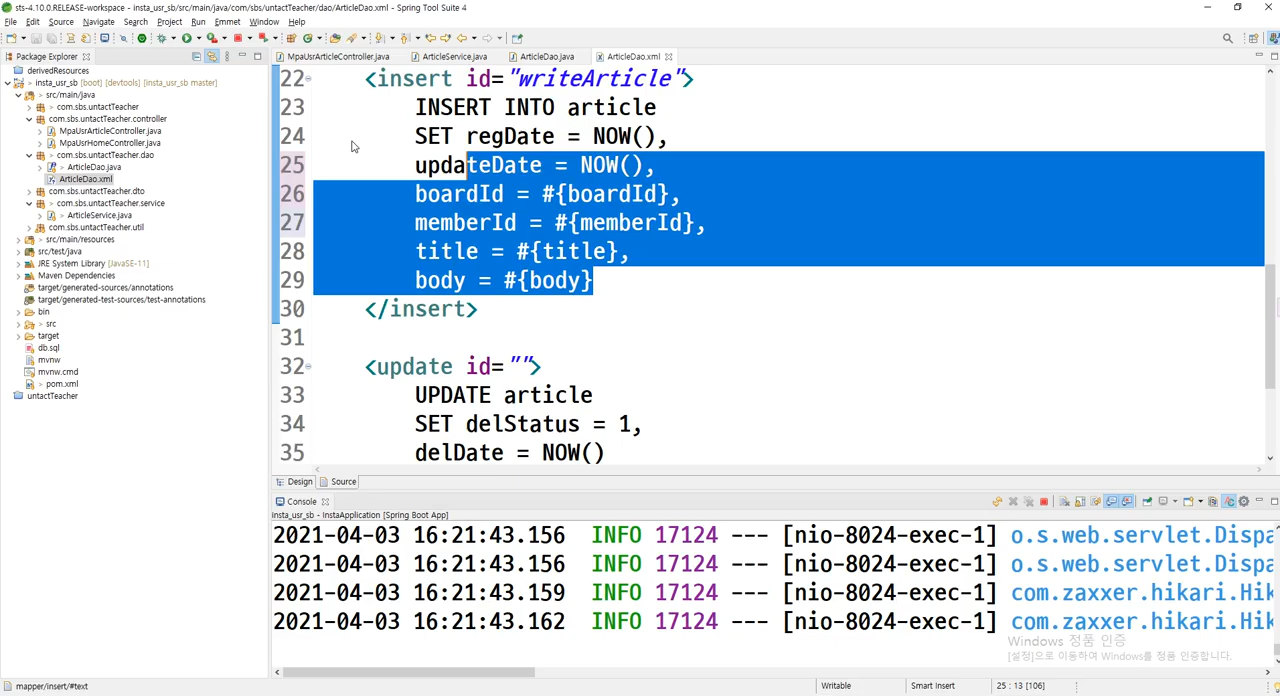 sts-4.10.0.RELEASE-workspace - insta_usr_sb/src/main/java/com/sbs/untactTeacher/dao/ArticleDao.xml - Spring Tool Suite 4
File Edit Source Navigate Search Project Run Emmet Window Help
Package Explorer
MpaUsrArticleController.java ArticleService.java ArticleDao.java ArticleDao.xml
derivedResources
insta_usr_sb [boot] [devtools] [insta_usr_sb master]
src/main/java
com.sbs.untactTeacher
com.sbs.untactTeacher.controller
MpaUsrArticleController.java
MpaUsrHomeController.java
com.sbs.untactTeacher.dao
ArticleDao.java
ArticleDao.xml
com.sbs.untactTeacher.dto
com.sbs.untactTeacher.service
ArticleService.java
com.sbs.untactTeacher.util
src/main/resources
src/test/java
JRE System Library [JavaSE-11]
Maven Dependencies
target/generated-sources/annotations
target/generated-test-sources/test-annotations
bin
src
target
db.sql
mvnw
mvnw.cmd
pom.xml
untactTeacher
22 <insert id="writeArticle">
23 INSERT INTO article
24 SET regDate = NOW(),
25 updateDate = NOW(),
26 boardId = #{boardId},
27 memberId = #{memberId},
28 title = #{title},
29 body = #{body}
30 </insert>
31
32 <update id="">
33 UPDATE article
34 SET delStatus = 1,
35 delDate = NOW()
Design Source
Console
insta_usr_sb - InstaApplication [Spring Boot App]
2021-04-03 16:21:43.156 INFO 17124 --- [nio-8024-exec-1] o.s.web.servlet.Dispa
2021-04-03 16:21:43.156 INFO 17124 --- [nio-8024-exec-1] o.s.web.servlet.Dispa
2021-04-03 16:21:43.159 INFO 17124 --- [nio-8024-exec-1] com.zaxxer.hikari.Hik
2021-04-03 16:21:43.162 INFO 17124 --- [nio-8024-exec-1] com.zaxxer.hikari.Hik
Windows 정품 인증
[설정]으로 이동하여 Windows를 정품 인증합니다.
mapper/insert/#text Writable Smart Insert 25 : 13 [106]